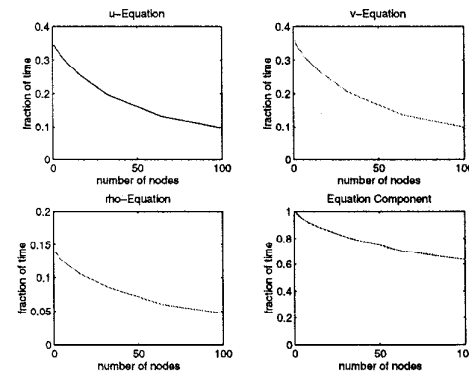 u-Equation
0.4
0.3
0.2
0.1
0
fraction of time
0
50
100
number of nodes
v-Equation
0.4
0.3
0.2
0.1
0
fraction of time
0
50
100
number of nodes
rho-Equation
0.2
0.15
0.1
0.05
0
fraction of time
0
50
100
number of nodes
Equation Component
1
0.8
0.6
0.4
0.2
0
fraction of time
0
50
100
number of nodes